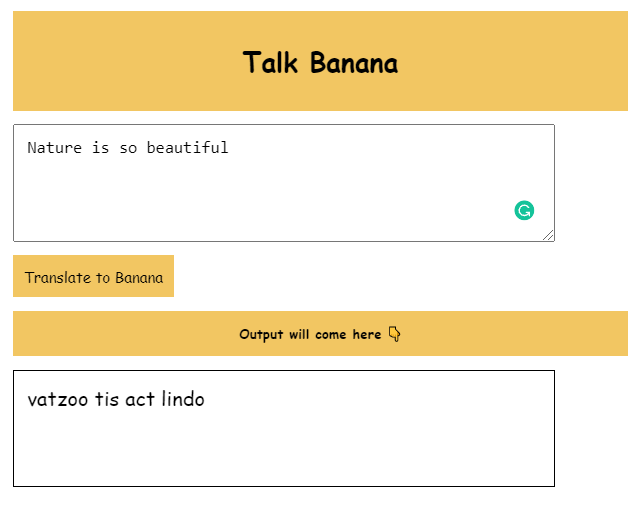 Talk Banana
Nature is so beautiful
Translate to Banana
Output will come here 👇
vatzoo tis act lindo